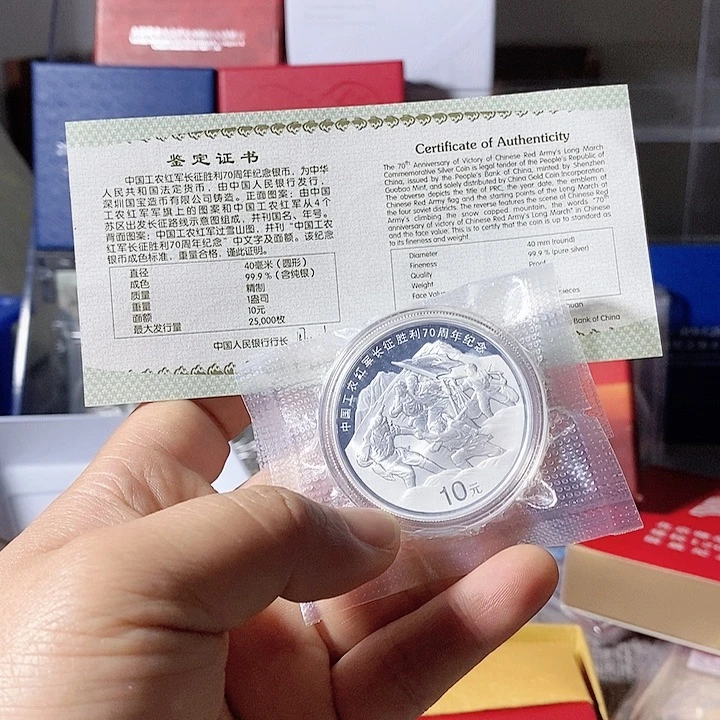 鉴定证书
中国工农红军长征胜利70周年纪念银币，为中华
人民共和国法定货币，由中国人民银行发行，
深圳国宝造币有限公司铸造。正面图案：由中国
工农红军军旗上的图案和中国工农红军从4个
苏区出发长征路线示意图组成，并刊国名、年号。
背面图案：中国工农红军过雪山图，并刊“中国工农
红军长征胜利70周年纪念”中文字及面额。该纪念
银币成色标准，重量合格，谨此证明。
直径 40毫米（圆形）
成色 99.9%（含纯银）
质量 精制
重量 1盎司
面额 10元
最大发行量 25,000枚
中国人民银行行长
Certificate of Authenticity
The 70th Anniversary of Victory of Chinese Red Army's Long March
Commemorative Silver Coin is legal tender of the People's Republic of
China, issued by the People's Bank of China, minted by Shenzhen
Guobao Mint, and solely distributed by China Gold Coin Incorporation
The obverse depicts the title of PRC, the year date, the emblem of
Chinese Red Army flag and the starting points of the Long March at
the four soviet districts. The reverse features the scene of Chinese Red
Army's climbing the snow capped mountain, the words "70th
anniversary of victory of Chinese Red Army's Long March" in Chinese
and the face value. This is to certify that the coin is up to standard as
to its fineness and weight.
Diameter 40 mm (round)
Fineness 99.9 % (pure silver)
Quality Proof
Weight
Face Value
pieces
Bank of China
中国工农红军长征胜利70周年纪念
10元